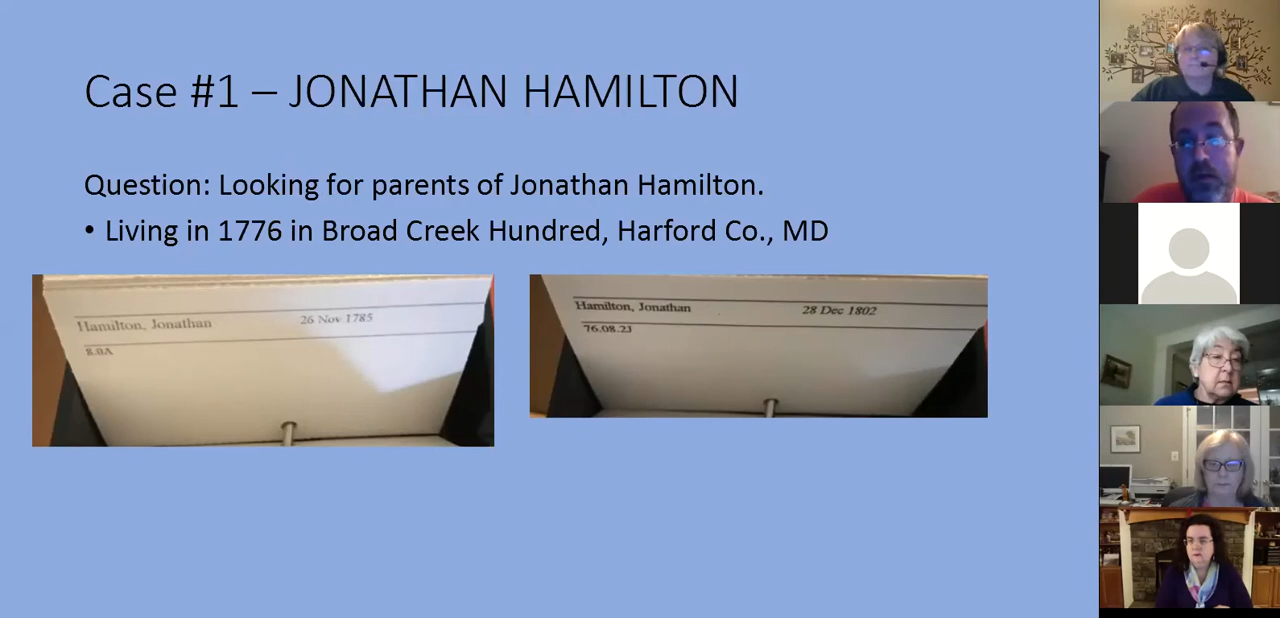 Case #1 – JONATHAN HAMILTON
Question: Looking for parents of Jonathan Hamilton.
• Living in 1776 in Broad Creek Hundred, Harford Co., MD
Hamilton, Jonathan 26 Nov 1785
8.0A
Hamilton, Jonathan 28 Dec 1802
76.08.2J